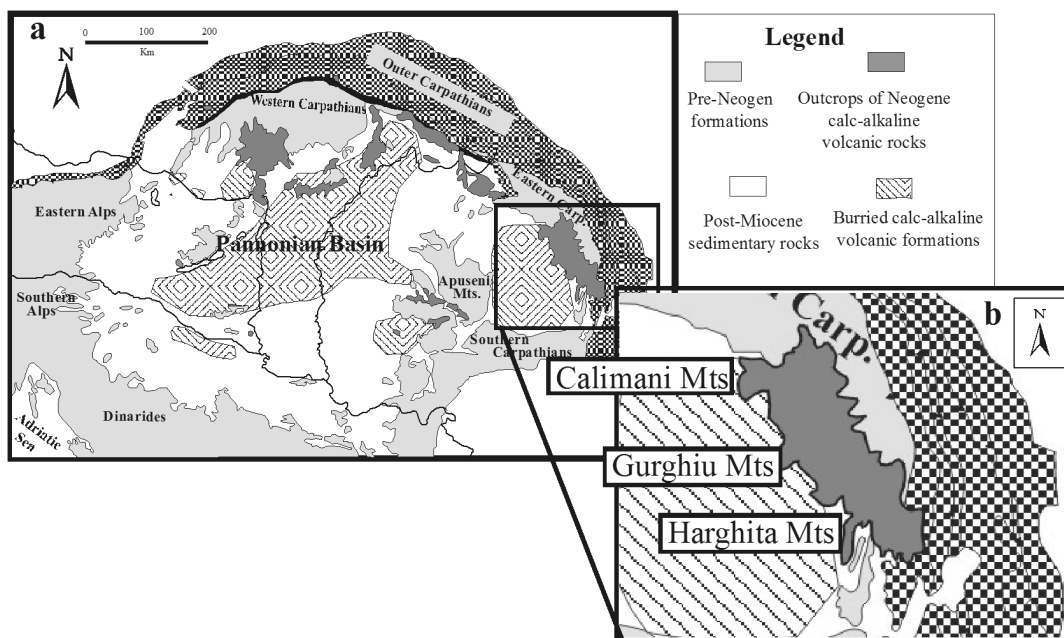 a
0 100 200
Km
N
Outer Carpathians
Western Carpathians
Eastern Carp.
Eastern Alps
Pannonian Basin
Apuseni
Mts.
Southern
Alps
Southern
Carpathians
Dinarides
Adriatic
Sea
Legend
Pre-Neogen
formations
Outcrops of Neogene
calc-alkaline
volcanic rocks
Post-Miocene
sedimentary rocks
Burried calc-alkaline
volcanic formations
b
N
Carp.
Calimani Mts
Gurghiu Mts
Harghita Mts